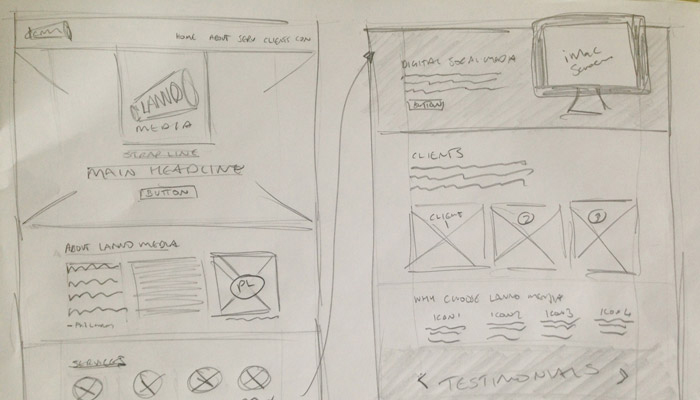 HOME ABOUT SERV CLIENTS CON
LANNO
MEDIA
STRAP LINE
MAIN HEADLINE
BUTTON
ABOUT LANNO MEDIA
PL
SERVICES
DIGITAL SOCIAL MEDIA
BUTTON
iMac
Screen
CLIENTS
CLIENT
1
2
3
WHY CHOOSE LANNO MEDIA
ICON1 ICON2 ICON3 ICON4
< TESTIMONIALS >